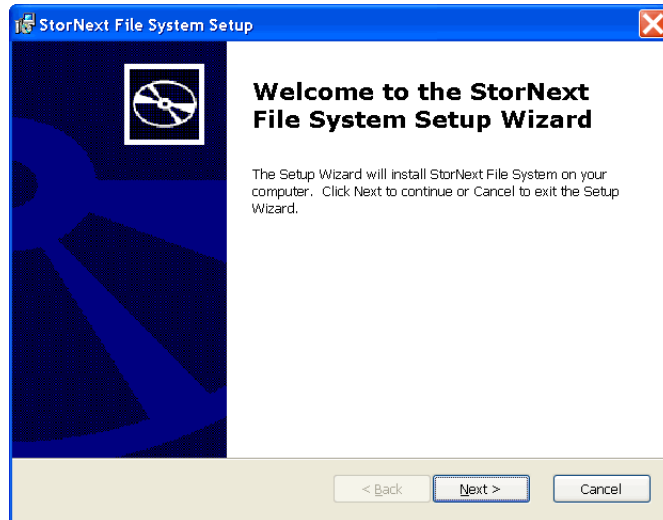 StorNext File System Setup
Welcome to the StorNext
File System Setup Wizard
The Setup Wizard will install StorNext File System on your
computer. Click Next to continue or Cancel to exit the Setup
Wizard.
< Back Next > Cancel